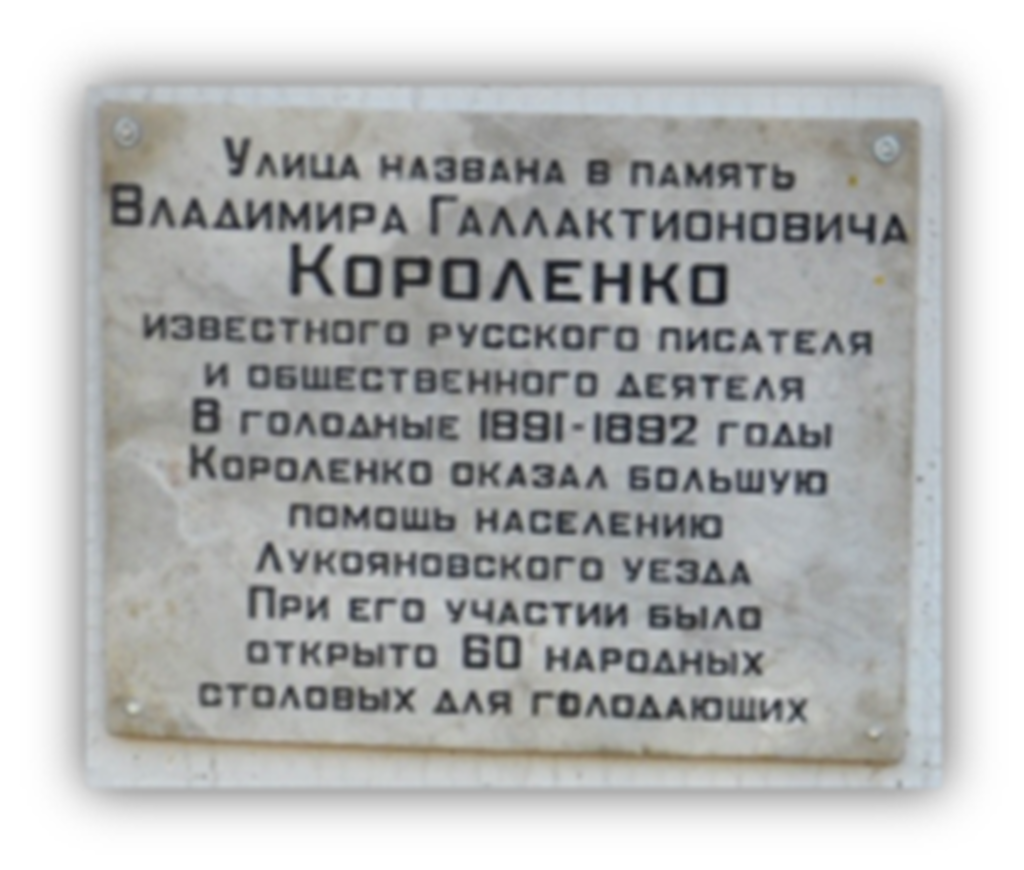 Улица названа в память
Владимира Галлактионовича
Короленко
известного русского писателя
и общественного деятеля
В голодные 1891-1892 годы
Короленко оказал большую
помощь населению
Лукояновского уезда
При его участии было
открыто 60 народных
столовых для голодающих